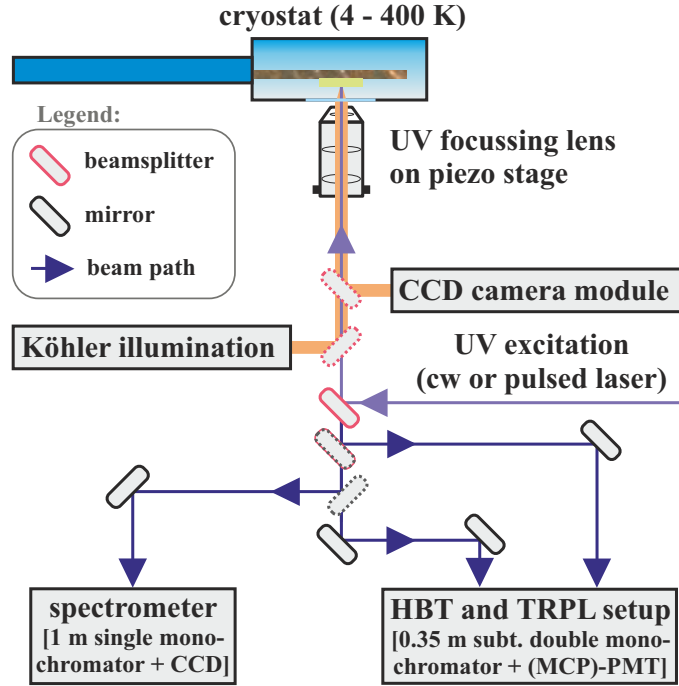 cryostat (4 - 400 K)
Legend:
beamsplitter
mirror
beam path
UV focussing lens
on piezo stage
CCD camera module
Köhler illumination
UV excitation
(cw or pulsed laser)
spectrometer
[1 m single mono-
chromator + CCD]
HBT and TRPL setup
[0.35 m subt. double mono-
chromator + (MCP)-PMT]